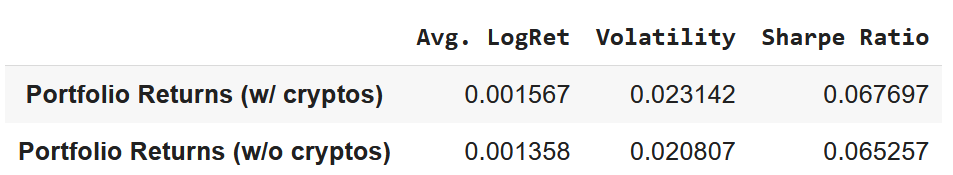 Avg. LogRet Volatility Sharpe Ratio
Portfolio Returns (w/ cryptos) 0.001567 0.023142 0.067697
Portfolio Returns (w/o cryptos) 0.001358 0.020807 0.065257